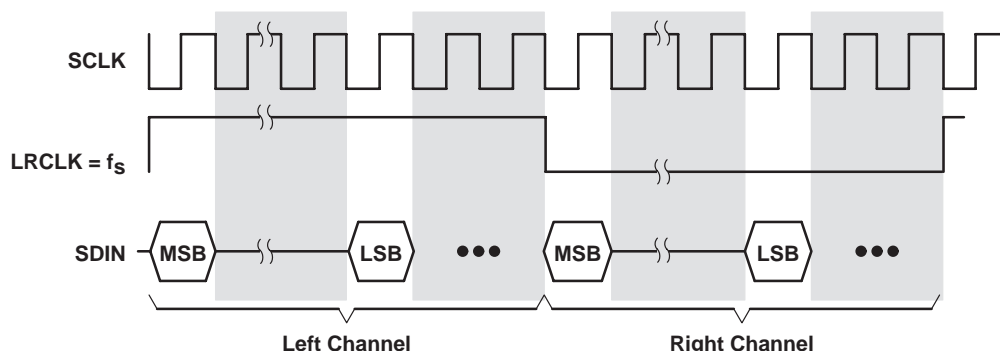 SCLK
LRCLK = fS
SDIN
MSB
LSB
MSB
LSB
Left Channel
Right Channel